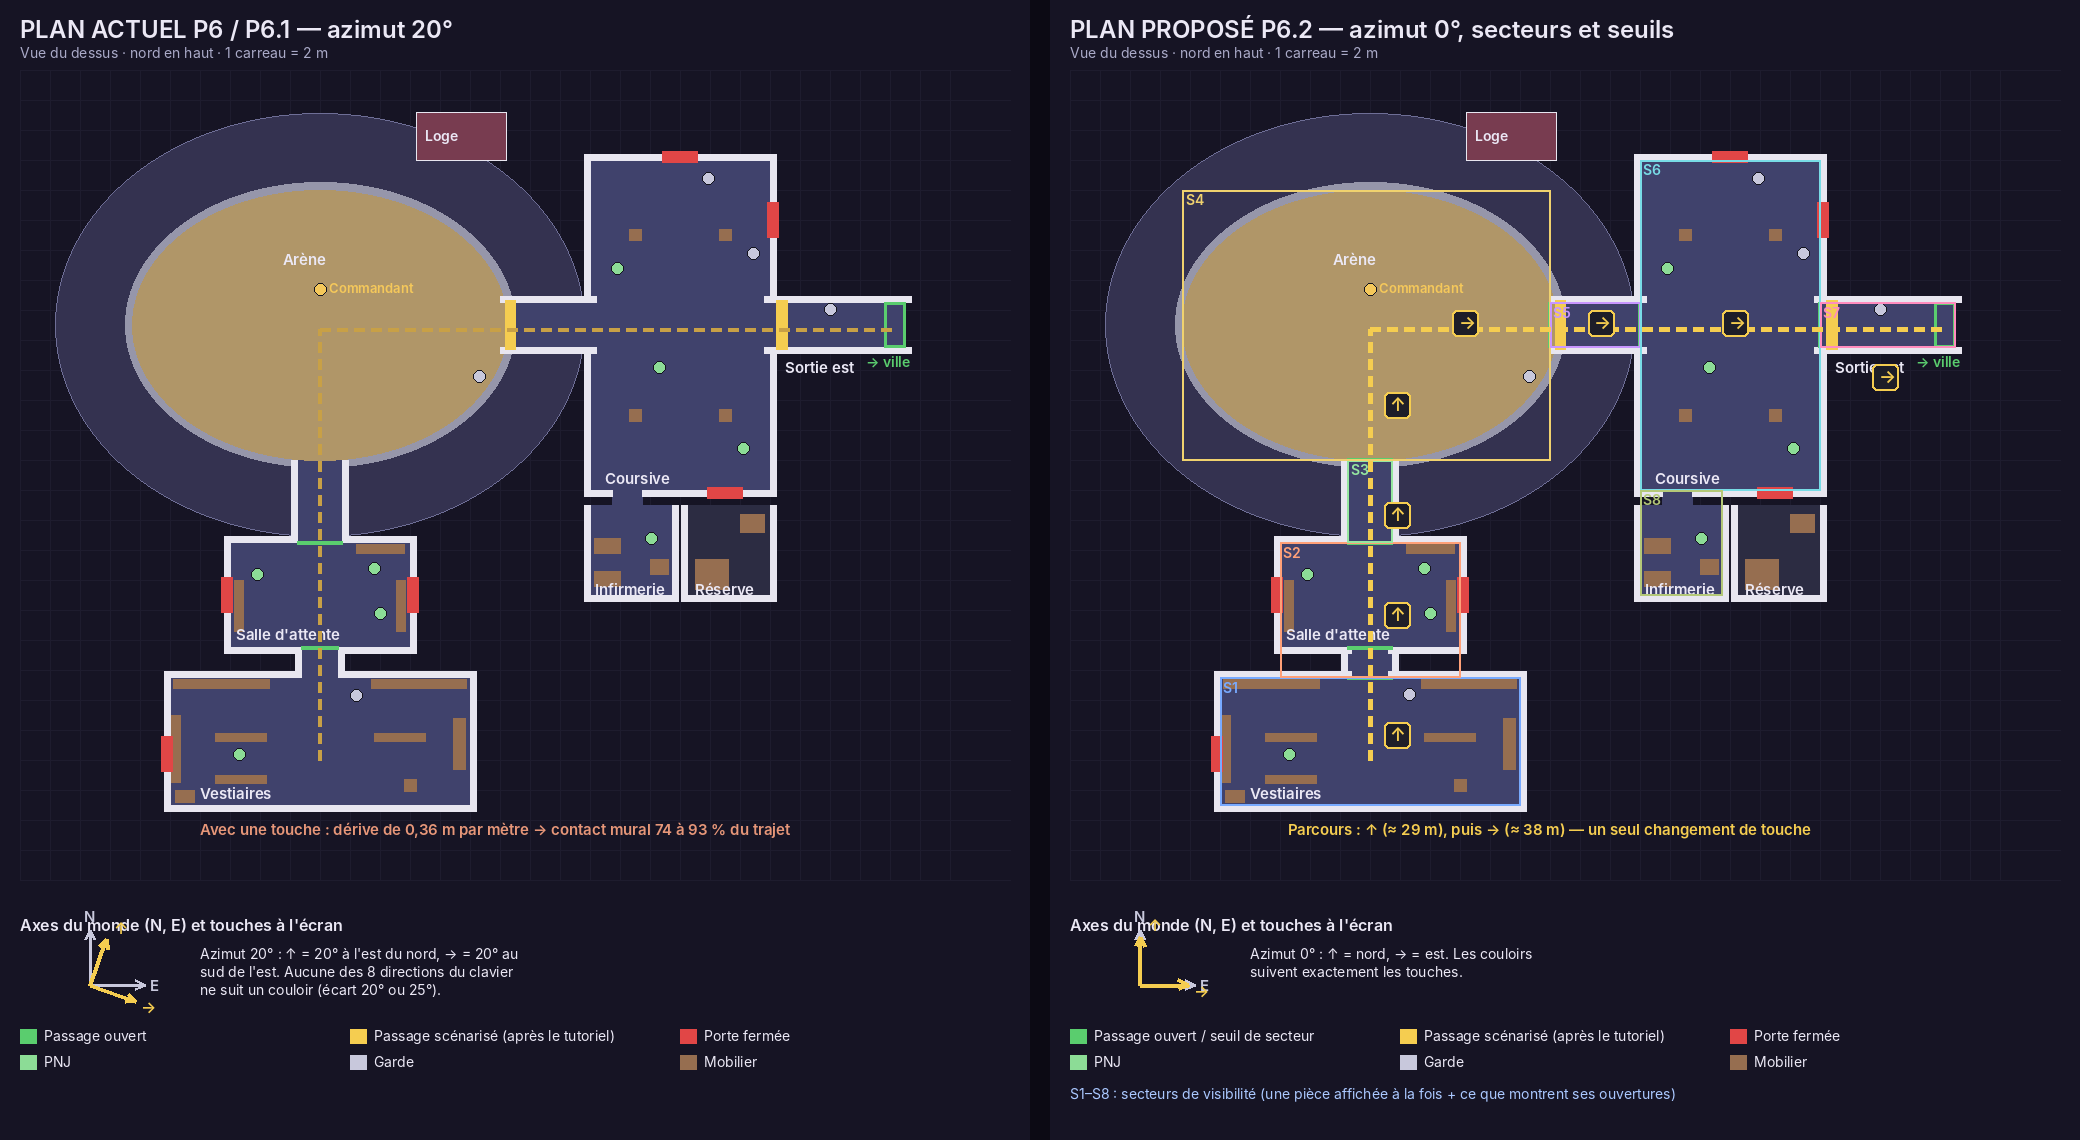 PLAN ACTUEL P6 / P6.1 — azimut 20°
Vue du dessus · nord en haut · 1 carreau = 2 m
Loge
Arène
Commandant
Sortie est
→ ville
Coursive
Infirmerie
Réserve
Salle d'attente
Vestiaires
Avec une touche : dérive de 0,36 m par mètre → contact mural 74 à 93 % du trajet
Axes du monde (N, E) et touches à l'écran
N
↑
E
→
Azimut 20° : ↑ = 20° à l'est du nord, → = 20° au
sud de l'est. Aucune des 8 directions du clavier
ne suit un couloir (écart 20° ou 25°).
Passage ouvert
Passage scénarisé (après le tutoriel)
Porte fermée
PNJ
Garde
Mobilier
PLAN PROPOSÉ P6.2 — azimut 0°, secteurs et seuils
Vue du dessus · nord en haut · 1 carreau = 2 m
Loge
S6
S4
Arène
Commandant
S5
→
→
→
S7
Sortie est
→ ville
→
↑
S3
Coursive
S8
↑
S2
Infirmerie
Réserve
↑
Salle d'attente
S1
↑
Vestiaires
Parcours : ↑ (≈ 29 m), puis → (≈ 38 m) — un seul changement de touche
Axes du monde (N, E) et touches à l'écran
N
↑
E
→
Azimut 0° : ↑ = nord, → = est. Les couloirs
suivent exactement les touches.
Passage ouvert / seuil de secteur
Passage scénarisé (après le tutoriel)
Porte fermée
PNJ
Garde
Mobilier
S1–S8 : secteurs de visibilité (une pièce affichée à la fois + ce que montrent ses ouvertures)